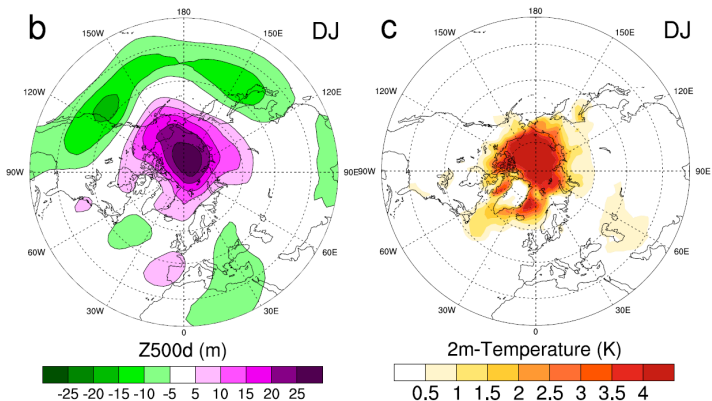 b
DJ
180
150W
150E
120W
120E
90W
90E
60W
60E
30W
30E
0
Z500d (m)
-25 -20 -15 -10 -5 5 10 15 20 25
c
DJ
180
150W
150E
120W
120E
90W
90E
60W
60E
30W
30E
0
2m-Temperature (K)
0.5 1 1.5 2 2.5 3 3.5 4